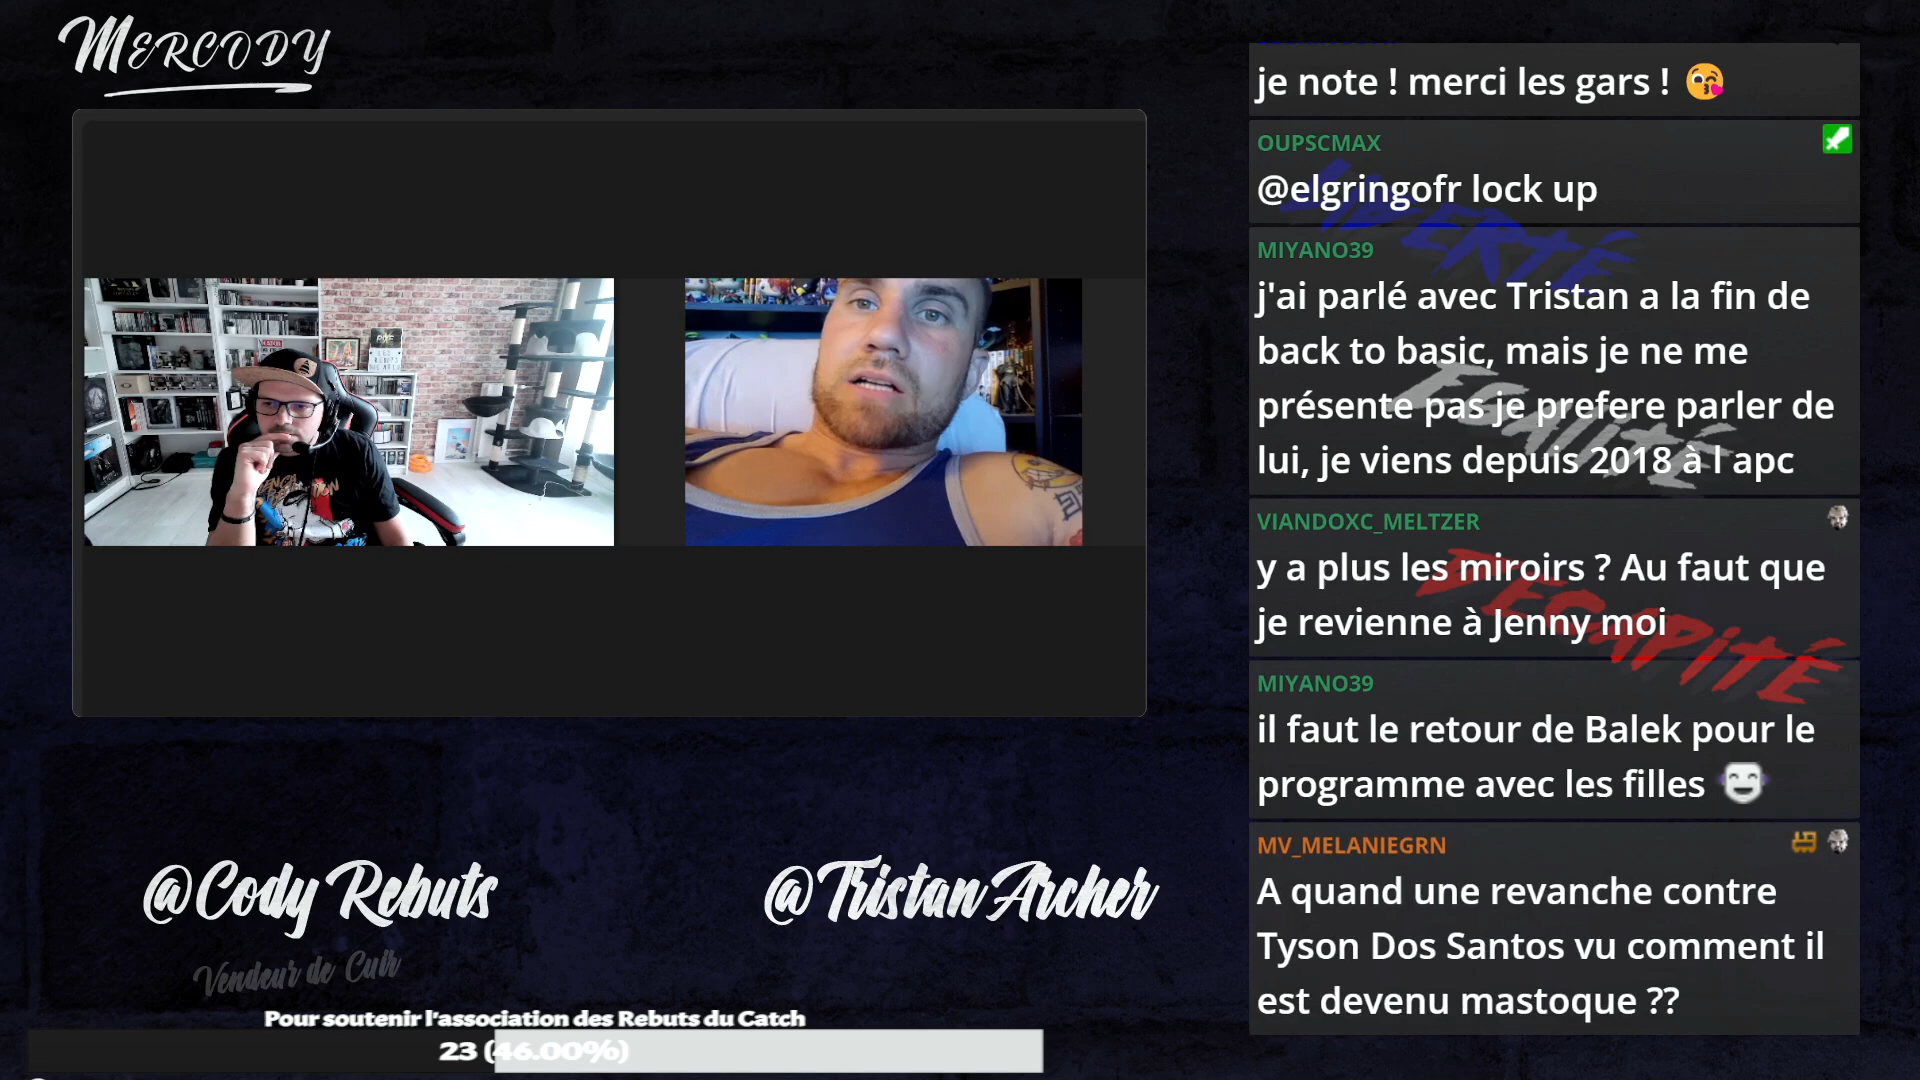 MERCODY
@Cody Rebuts
@Tristan Archer
Vendeur de Cuir
Pour soutenir l'association des Rebuts du Catch
23 (46.00%)
je note ! merci les gars ! 😘
OUPSCMAX
@elgringofr lock up
MIYANO39
j'ai parlé avec Tristan a la fin de
back to basic, mais je ne me
présente pas je prefere parler de
lui, je viens depuis 2018 à l apc
VIANDOXC_MELTZER
y a plus les miroirs ? Au faut que
je revienne à Jenny moi
MIYANO39
il faut le retour de Balek pour le
programme avec les filles
MV_MELANIEGRN
A quand une revanche contre
Tyson Dos Santos vu comment il
est devenu mastoque ??
LIBERTÉ
EGALITÉ
DECAPITÉ